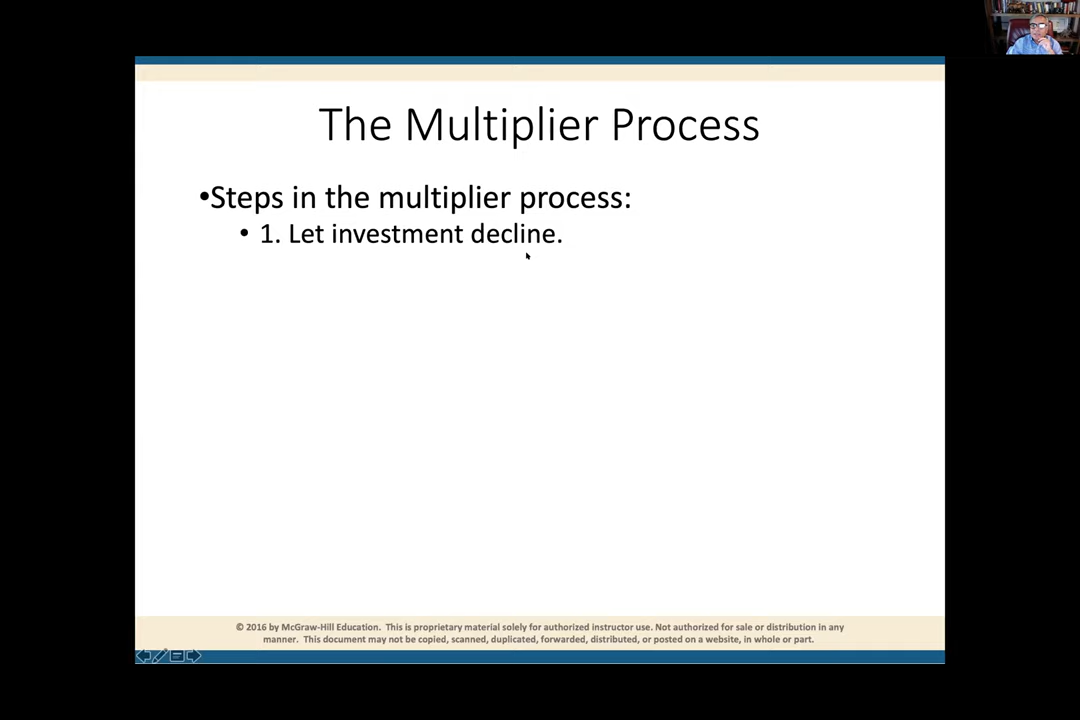 The Multiplier Process
•Steps in the multiplier process:
• 1. Let investment decline.
© 2016 by McGraw-Hill Education. This is proprietary material solely for authorized instructor use. Not authorized for sale or distribution in any
manner. This document may not be copied, scanned, duplicated, forwarded, distributed, or posted on a website, in whole or part.